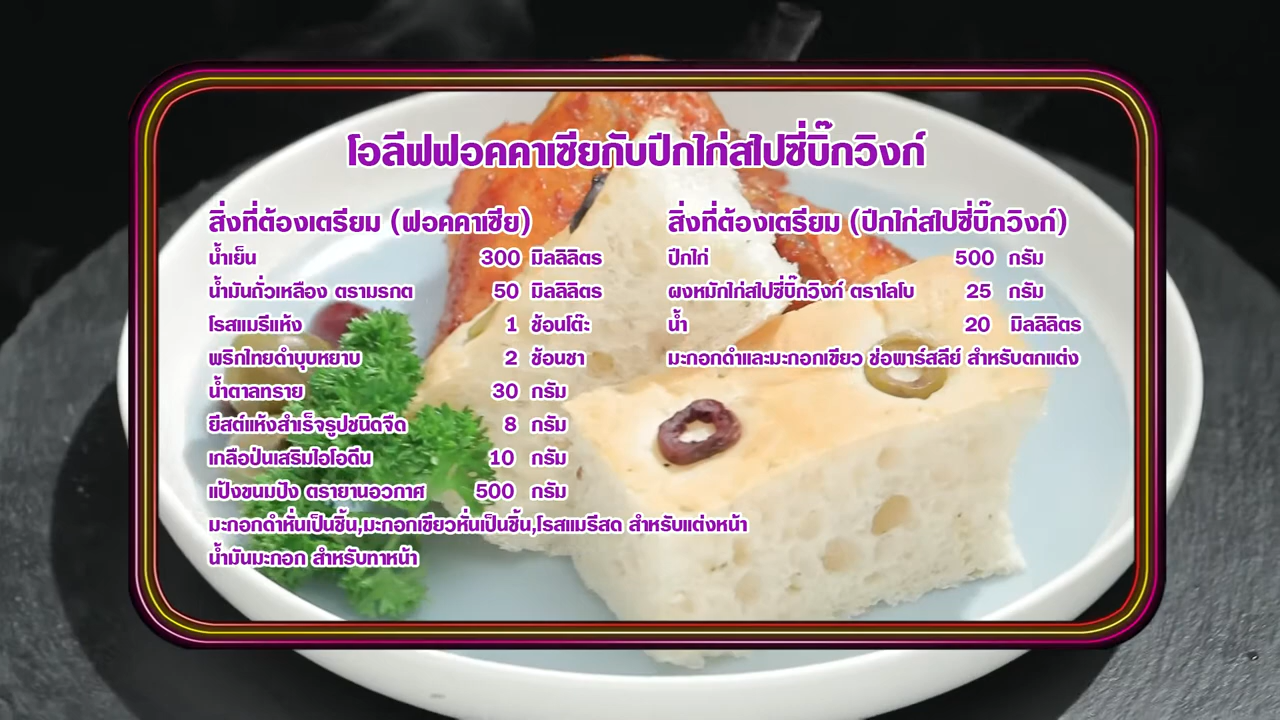 โอลีฟฟอคคาเซียกับปีกไก่สไปซี่บิ๊กวิงก์
สิ่งที่ต้องเตรียม (ฟอคคาเซีย)
น้ำเย็น 300 มิลลิลิตร
น้ำมันถั่วเหลือง ตรามรกต 50 มิลลิลิตร
โรสแมรีแห้ง 1 ช้อนโต๊ะ
พริกไทยดำบุบหยาบ 2 ช้อนชา
น้ำตาลทราย 30 กรัม
ยีสต์แห้งสำเร็จรูปชนิดจืด 8 กรัม
เกลือป่นเสริมไอโอดีน 10 กรัม
แป้งขนมปัง ตรายานอวกาศ 500 กรัม
มะกอกดำหั่นเป็นชิ้น,มะกอกเขียวหั่นเป็นชิ้น,โรสแมรีสด สำหรับแต่งหน้า
น้ำมันมะกอก สำหรับทาหน้า
สิ่งที่ต้องเตรียม (ปีกไก่สไปซี่บิ๊กวิงก์)
ปีกไก่ 500 กรัม
ผงหมักไก่สไปซี่บิ๊กวิงก์ ตราโลโบ 25 กรัม
น้ำ 20 มิลลิลิตร
มะกอกดำและมะกอกเขียว ช่อพาร์สลีย์ สำหรับตกแต่ง